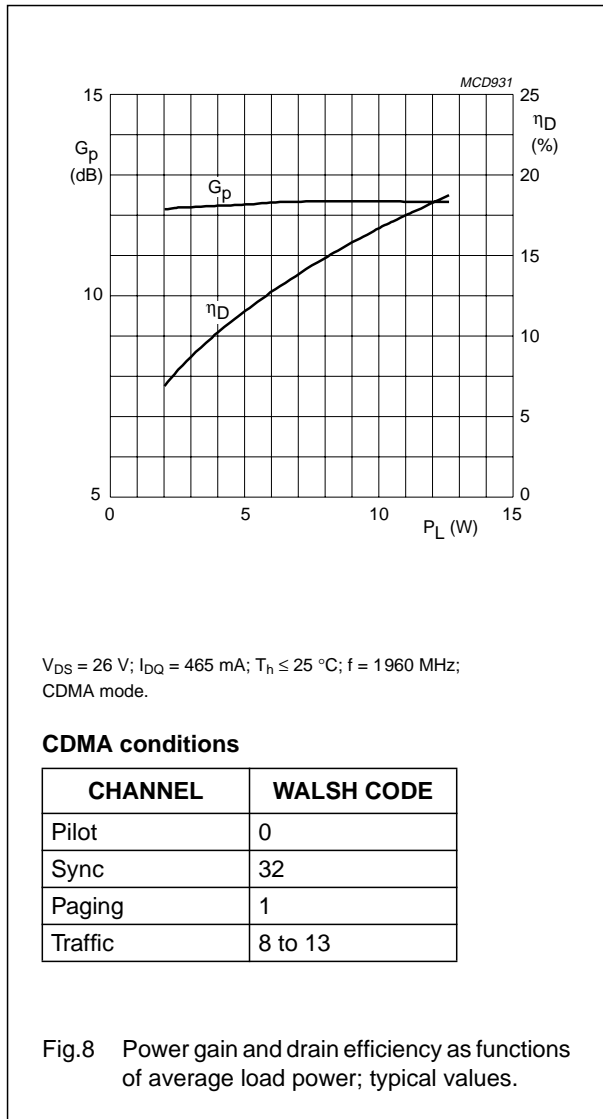 MCD931
15
25
Gp
(dB)
ηD
(%)
20
Gp
15
10
ηD
10
5
5
0
0
5
10
15
PL (W)
VDS = 26 V; IDQ = 465 mA; Th ≤ 25 °C; f = 1960 MHz;
CDMA mode.
CDMA conditions
CHANNEL WALSH CODE
Pilot 0
Sync 32
Paging 1
Traffic 8 to 13
Fig.8 Power gain and drain efficiency as functions
of average load power; typical values.